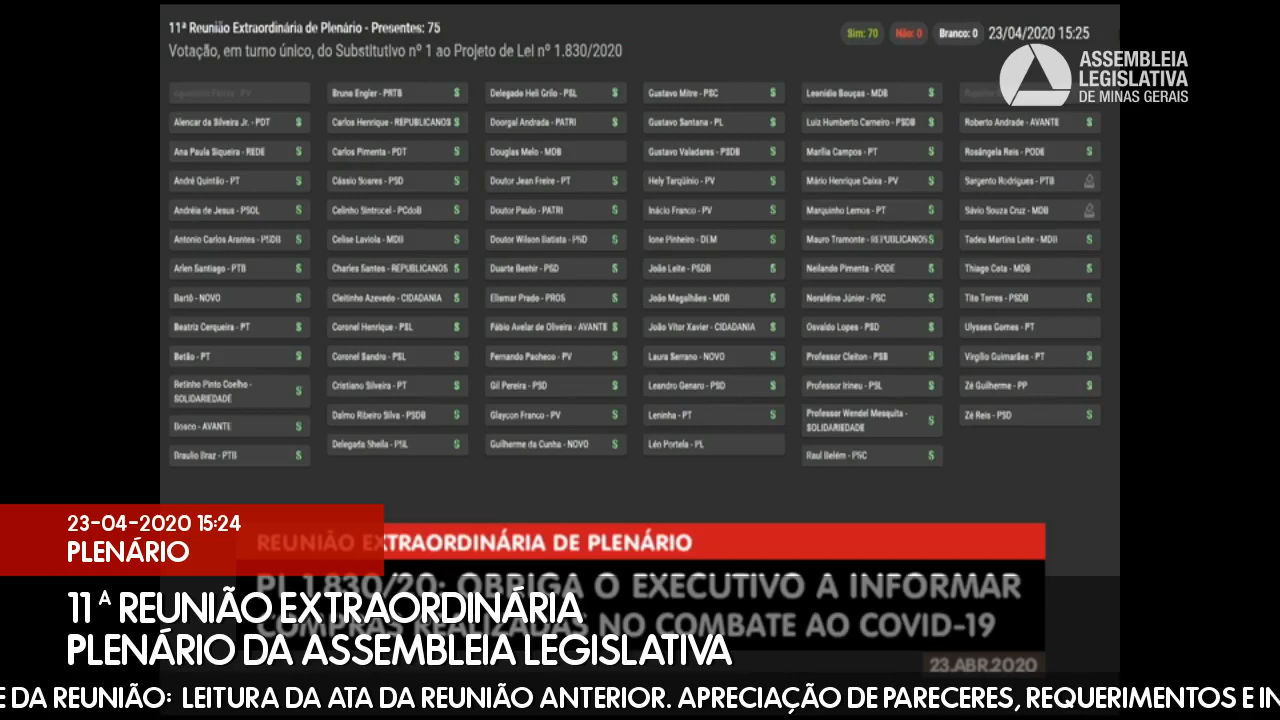 11ª Reunião Extraordinária de Plenário - Presentes: 75
Votação, em turno único, do Substitutivo nº 1 ao Projeto de Lei nº 1.830/2020
Sim: 70 Não: 0 Branco: 0 23/04/2020 15:25
ASSEMBLEIA
LEGISLATIVA
DE MINAS GERAIS
Alencar da Silveira Jr. - PDT S
Ana Paula Siqueira - REDE S
André Quintão - PT S
Andréia de Jesus - PSOL S
Antonio Carlos Arantes - PSDB S
Arlen Santiago - PTB S
Bartô - NOVO S
Beatriz Cerqueira - PT S
Betão - PT S
Betinho Pinto Coelho -
SOLIDARIEDADE S
Bosco - AVANTE S
Braulio Braz - PTB S
Bruno Engler - PRTB S
Carlos Henrique - REPUBLICANOS S
Carlos Pimenta - PDT S
Cássio Soares - PSD S
Celinho Sintrocel - PCdoB S
Celise Laviola - MDB S
Charles Santos - REPUBLICANOS S
Cleitinho Azevedo - CIDADANIA S
Coronel Henrique - PSL S
Coronel Sandro - PSL S
Cristiano Silveira - PT S
Dalmo Ribeiro Silva - PSDB S
Delegada Sheila - PSL S
Delegado Heli Grilo - PSL S
Doorgal Andrada - PATRI S
Douglas Melo - MDB
Doutor Jean Freire - PT S
Doutor Paulo - PATRI S
Doutor Wilson Batista - PSD S
Duarte Bechir - PSD S
Elismar Prado - PROS S
Fábio Avelar de Oliveira - AVANTE S
Fernando Pacheco - PV S
Gil Pereira - PSD S
Glaycon Franco - PV S
Guilherme da Cunha - NOVO S
Gustavo Mitre - PSC S
Gustavo Santana - PL S
Gustavo Valadares - PSDB S
Hely Tarqüínio - PV S
Inácio Franco - PV S
Ione Pinheiro - DEM S
João Leite - PSDB S
João Magalhães - MDB S
João Vítor Xavier - CIDADANIA S
Laura Serrano - NOVO S
Leandro Genaro - PSD S
Leninha - PT S
Léo Portela - PL
Leonídio Bouças - MDB S
Luiz Humberto Carneiro - PSDB S
Marília Campos - PT S
Mário Henrique Caixa - PV S
Marquinho Lemos - PT S
Mauro Tramonte - REPUBLICANOS S
Neilando Pimenta - PODE S
Noraldino Júnior - PSC S
Osvaldo Lopes - PSD S
Professor Cleiton - PSB S
Professor Irineu - PSL S
Professor Wendel Mesquita -
SOLIDARIEDADE S
Raul Belém - PSC S
Roberto Andrade - AVANTE S
Rosângela Reis - PODE S
Sargento Rodrigues - PTB
Sávio Souza Cruz - MDB
Tadeu Martins Leite - MDB S
Thiago Cota - MDB S
Tito Torres - PSDB S
Ulysses Gomes - PT
Virgílio Guimarães - PT S
Zé Guilherme - PP S
Zé Reis - PSD S
REUNIÃO EXTRAORDINÁRIA DE PLENÁRIO
PL 1.830/20: OBRIGA O EXECUTIVO A INFORMAR
COMPRAS REALIZADAS NO COMBATE AO COVID-19
23.ABR.2020
23-04-2020 15:24
PLENÁRIO
11ª REUNIÃO EXTRAORDINÁRIA
PLENÁRIO DA ASSEMBLEIA LEGISLATIVA
E DA REUNIÃO: LEITURA DA ATA DA REUNIÃO ANTERIOR. APRECIAÇÃO DE PARECERES, REQUERIMENTOS E IN